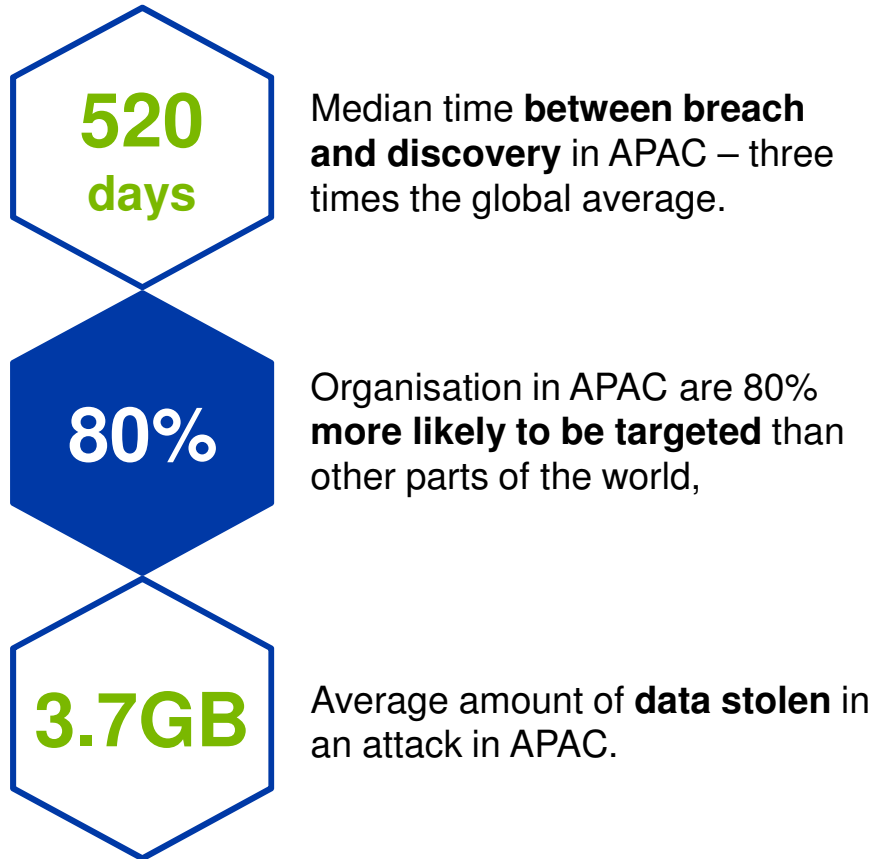 520
days
Median time between breach
and discovery in APAC – three
times the global average.
80%
Organisation in APAC are 80%
more likely to be targeted than
other parts of the world,
3.7GB
Average amount of data stolen in
an attack in APAC.